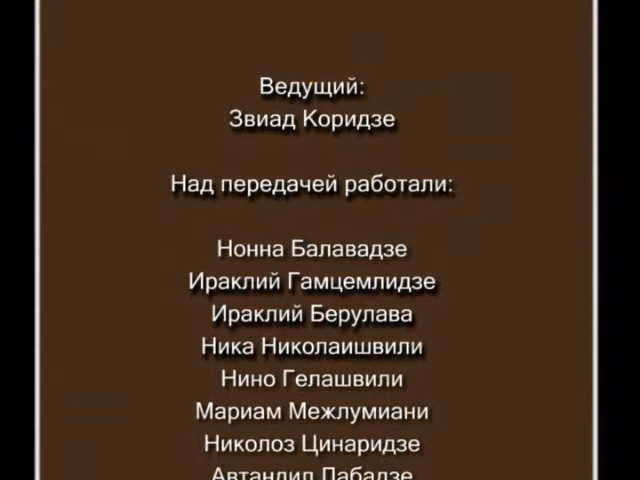 Ведущий:
Звиад Коридзе
Над передачей работали:
Нонна Балавадзе
Ираклий Гамцемлидзе
Ираклий Берулава
Ника Николаишвили
Нино Гелашвили
Мариам Межлумиани
Николоз Цинаридзе
Автандил